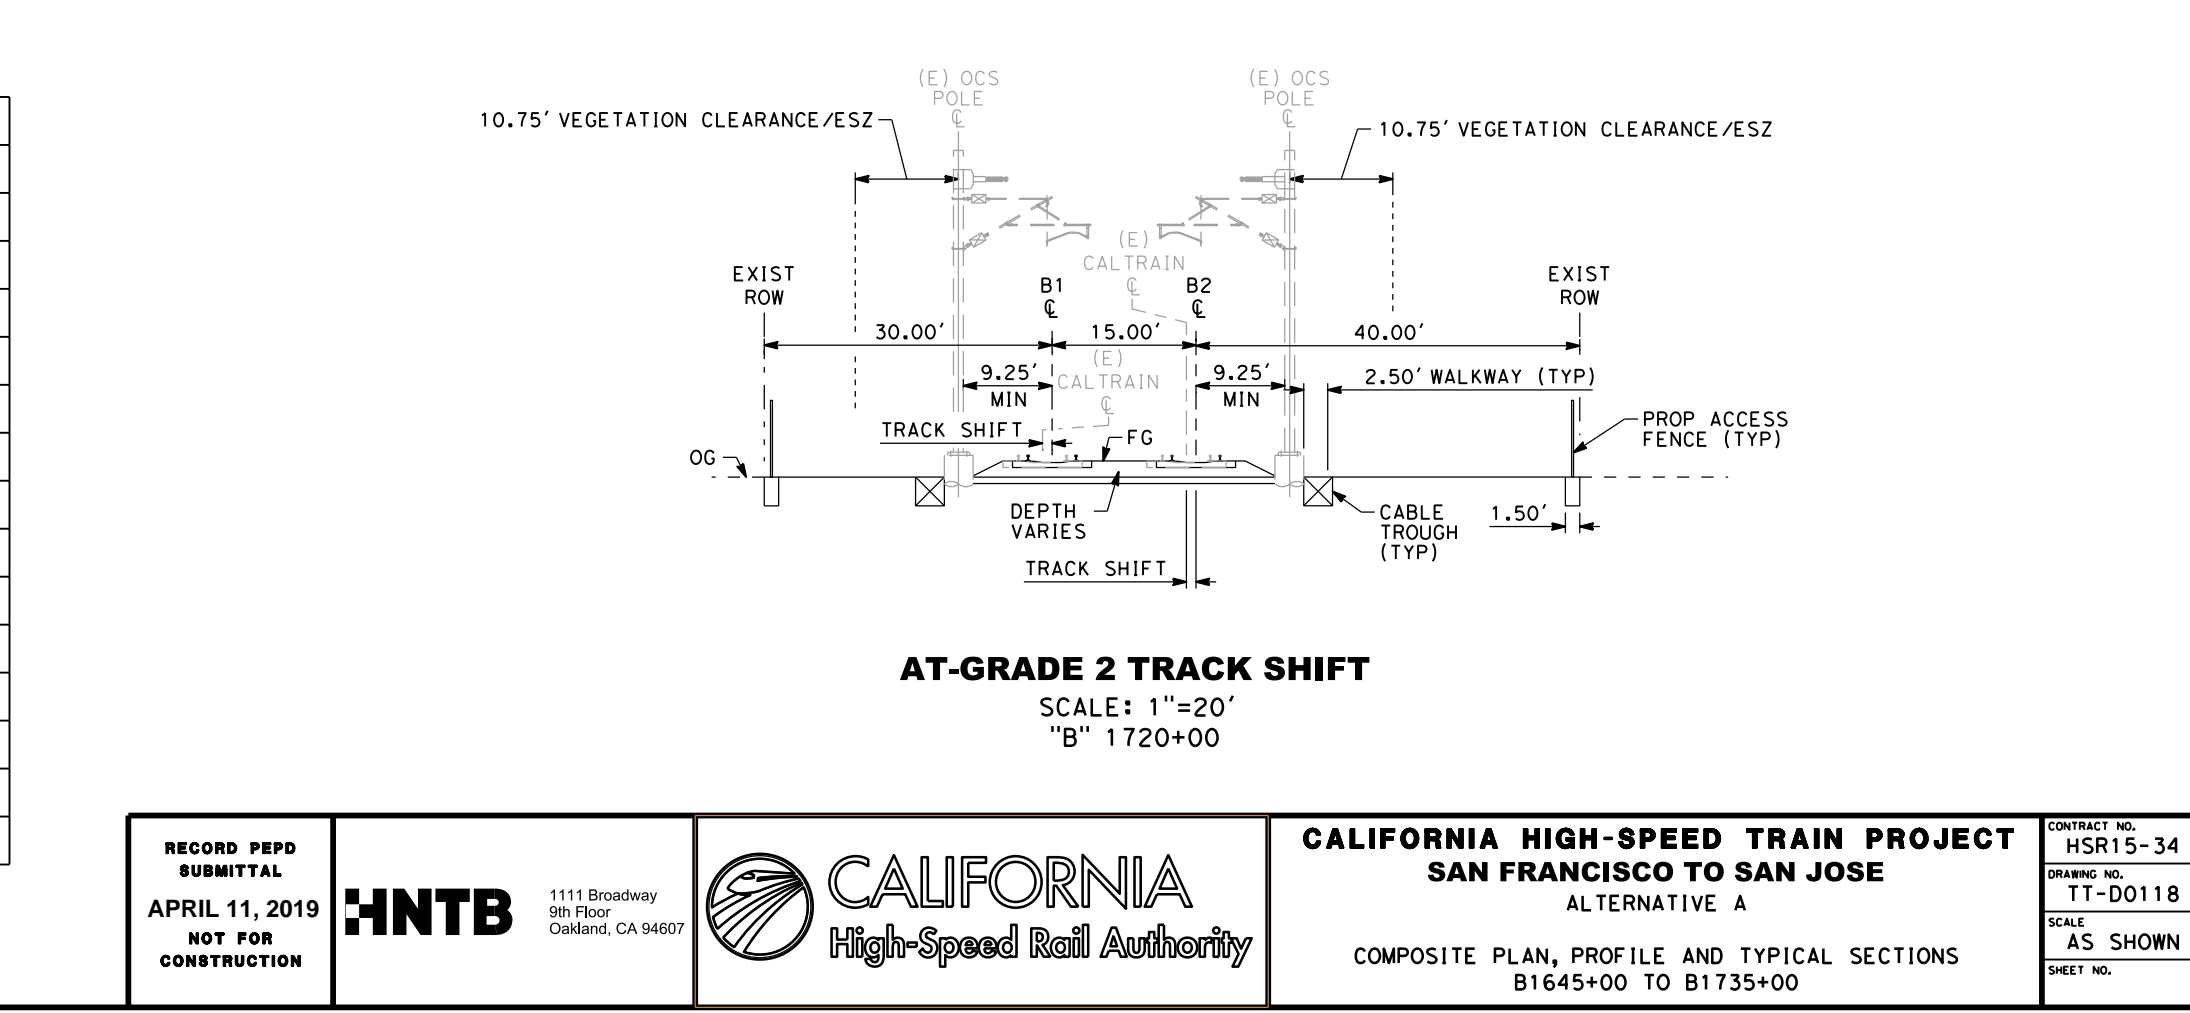 (E) OCS
POLE
℄
(E) OCS
POLE
℄
10.75' VEGETATION CLEARANCE/ESZ
10.75' VEGETATION CLEARANCE/ESZ
(E)
CALTRAIN
℄
EXIST
ROW
B1
℄
B2
℄
EXIST
ROW
30.00'
15.00'
40.00'
(E)
CALTRAIN
℄
9.25'
MIN
9.25'
MIN
2.50' WALKWAY (TYP)
TRACK SHIFT
FG
PROP ACCESS
FENCE (TYP)
OG
DEPTH
VARIES
CABLE
TROUGH
(TYP)
1.50'
TRACK SHIFT
AT-GRADE 2 TRACK SHIFT
SCALE: 1"=20'
"B" 1720+00
RECORD PEPD
SUBMITTAL
APRIL 11, 2019
NOT FOR
CONSTRUCTION
HNTB
1111 Broadway
9th Floor
Oakland, CA 94607
CALIFORNIA
High-Speed Rail Authority
CALIFORNIA HIGH-SPEED TRAIN PROJECT
SAN FRANCISCO TO SAN JOSE
ALTERNATIVE A
COMPOSITE PLAN, PROFILE AND TYPICAL SECTIONS
B1645+00 TO B1735+00
CONTRACT NO.
HSR15-34
DRAWING NO.
TT-D0118
SCALE
AS SHOWN
SHEET NO.